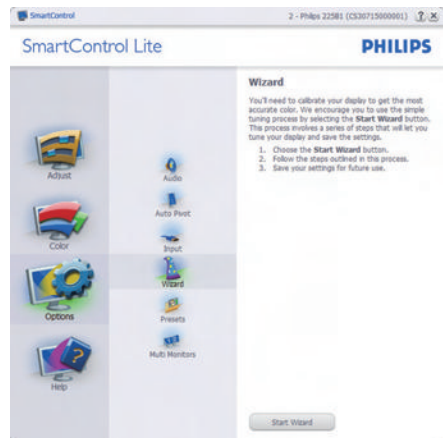 SmartControl
2 - Philips 225B1 (CS30715000001)
SmartControl Lite
PHILIPS
Adjust
Color
Options
Help
Audio
Auto Pivot
Input
Wizard
Presets
Multi Monitors
Wizard
You'll need to calibrate your display to get the most
accurate color. We encourage you to use the simple
tuning process by selecting the Start Wizard button.
This process involves a series of steps that will let you
tune your display and save the settings.
1. Choose the Start Wizard button.
2. Follow the steps outlined in this process.
3. Save your settings for future use.
Start Wizard